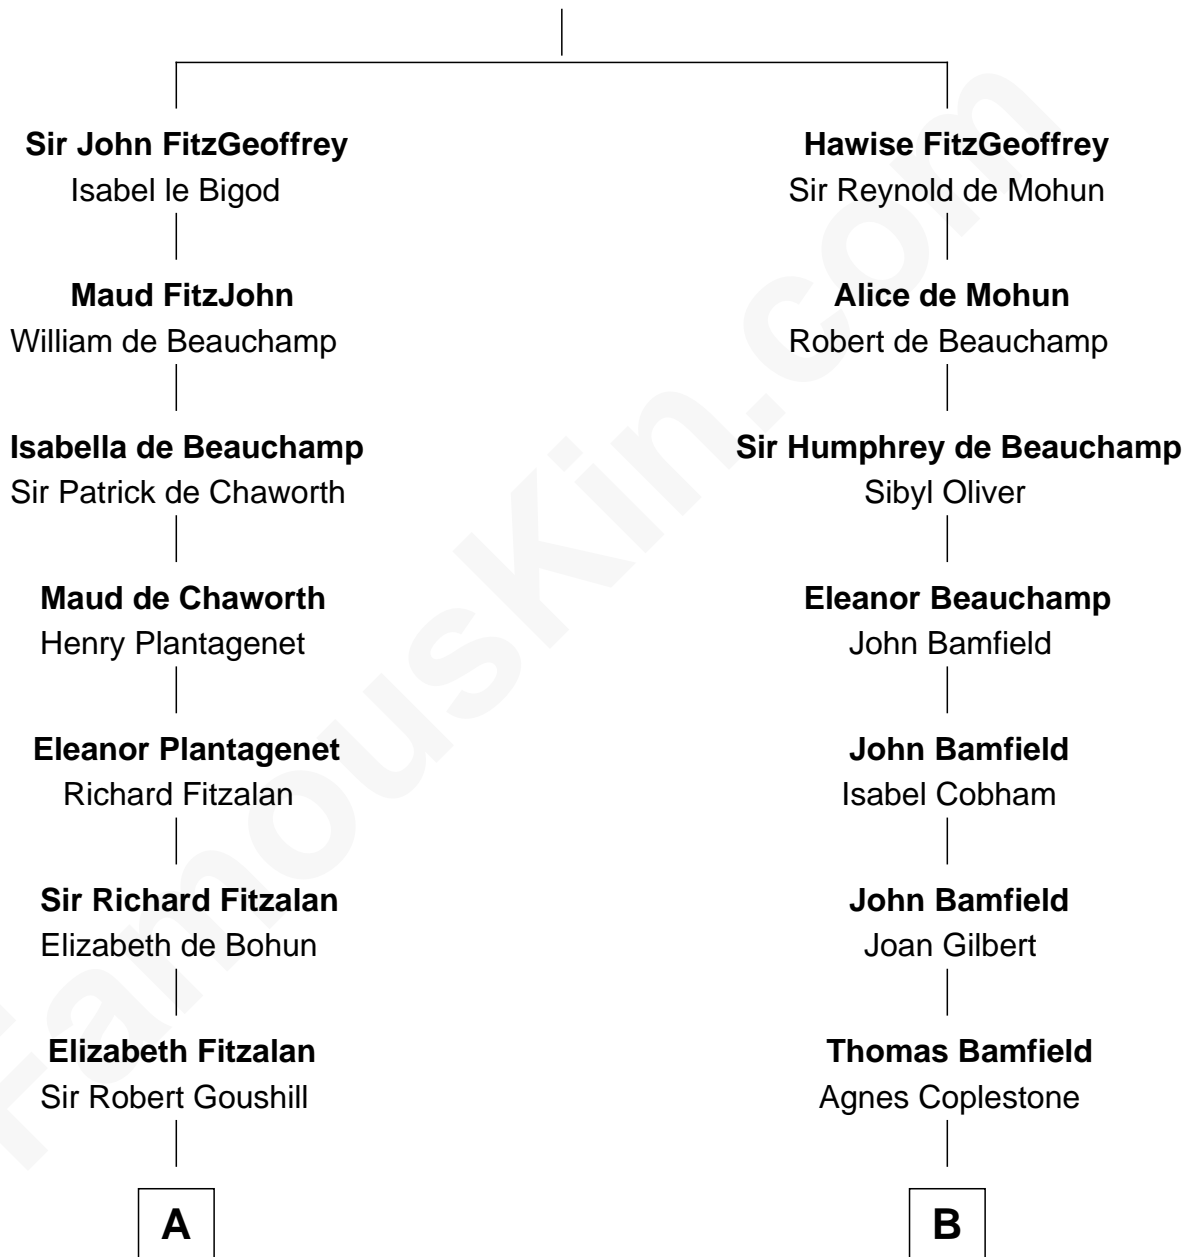 Sir John FitzGeoffrey
Isabel le Bigod
Maud FitzJohn
William de Beauchamp
Isabella de Beauchamp
Sir Patrick de Chaworth
Maud de Chaworth
Henry Plantagenet
Eleanor Plantagenet
Richard Fitzalan
Sir Richard Fitzalan
Elizabeth de Bohun
Elizabeth Fitzalan
Sir Robert Goushill
A
Hawise FitzGeoffrey
Sir Reynold de Mohun
Alice de Mohun
Robert de Beauchamp
Sir Humphrey de Beauchamp
Sibyl Oliver
Eleanor Beauchamp
John Bamfield
John Bamfield
Isabel Cobham
John Bamfield
Joan Gilbert
Thomas Bamfield
Agnes Coplestone
B
FamousKin.com